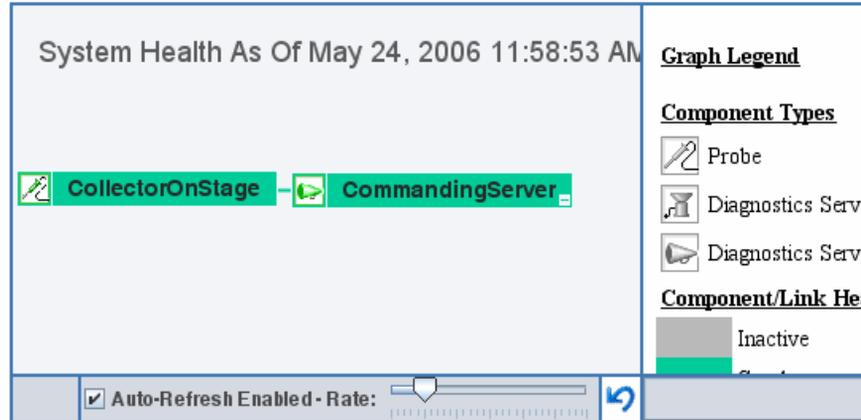 System Health As Of May 24, 2006 11:58:53 AM
CollectorOnStage
CommandingServer
Auto-Refresh Enabled - Rate:
Graph Legend
Component Types
Probe
Diagnostics Serv
Diagnostics Serv
Component/Link He
Inactive